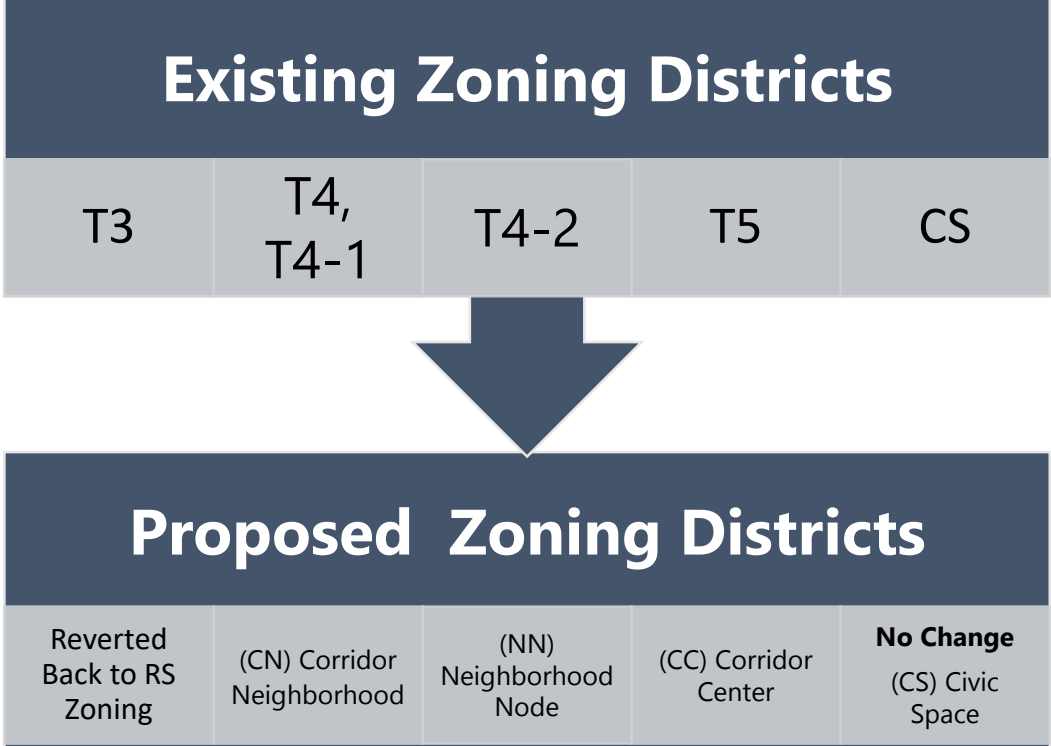 Existing Zoning Districts
T3
T4,
T4-1
T4-2
T5
CS
Proposed  Zoning Districts
Reverted
Back to RS
Zoning
(CN) Corridor
Neighborhood
(NN)
Neighborhood
Node
(CC) Corridor
Center
No Change
(CS) Civic
Space